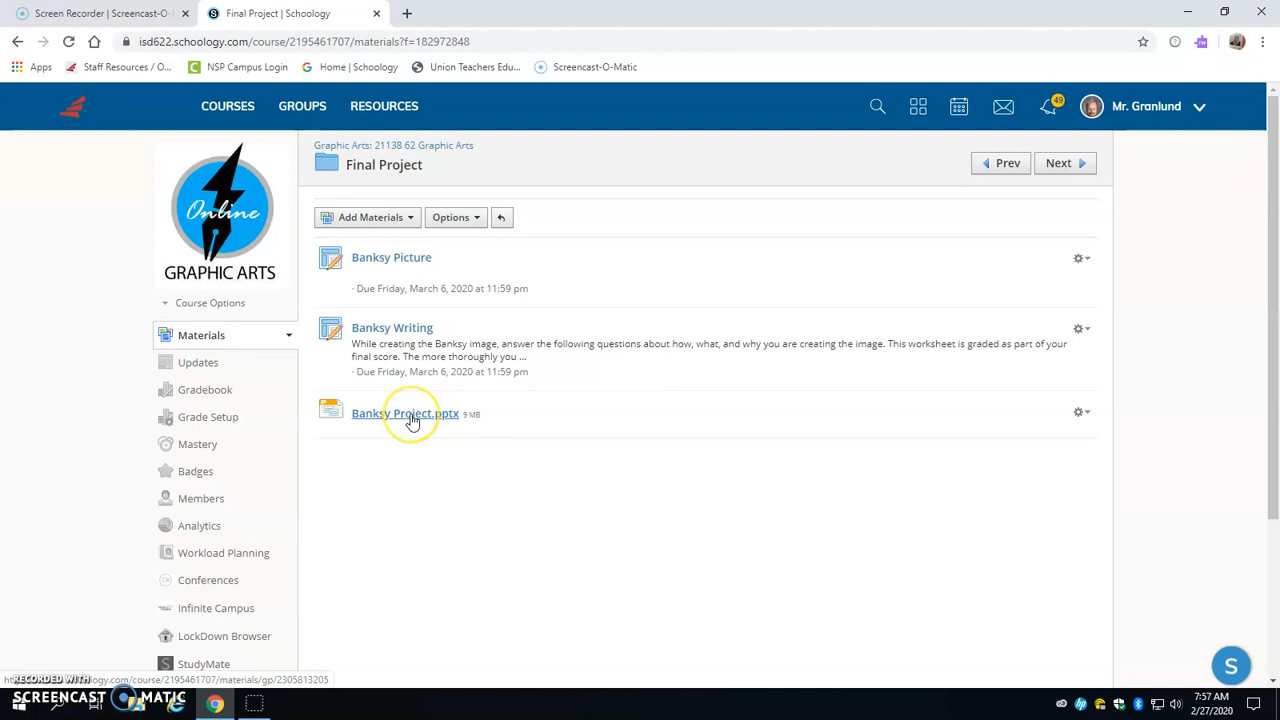 Screen Recorder | Screencast-O-M
Final Project | Schoology
isd622.schoology.com/course/2195461707/materials?f=182972848
Apps
Staff Resources / O...
NSP Campus Login
Home | Schoology
Union Teachers Edu...
Screencast-O-Matic
COURSES
GROUPS
RESOURCES
49
Mr. Granlund
Online
GRAPHIC ARTS
Course Options
Materials
Updates
Gradebook
Grade Setup
Mastery
Badges
Members
Analytics
Workload Planning
Conferences
Infinite Campus
LockDown Browser
StudyMate
Graphic Arts: 21138 62 Graphic Arts
Final Project
Prev
Next
Add Materials
Options
Banksy Picture
· Due Friday, March 6, 2020 at 11:59 pm
Banksy Writing
While creating the Banksy image, answer the following questions about how, what, and why you are creating the image. This worksheet is graded as part of your
final score. The more thoroughly you ...
· Due Friday, March 6, 2020 at 11:59 pm
Banksy Project.pptx 9 MB
S
RECORDED WITH
SCREENCAST MATIC
7:57 AM
2/27/2020